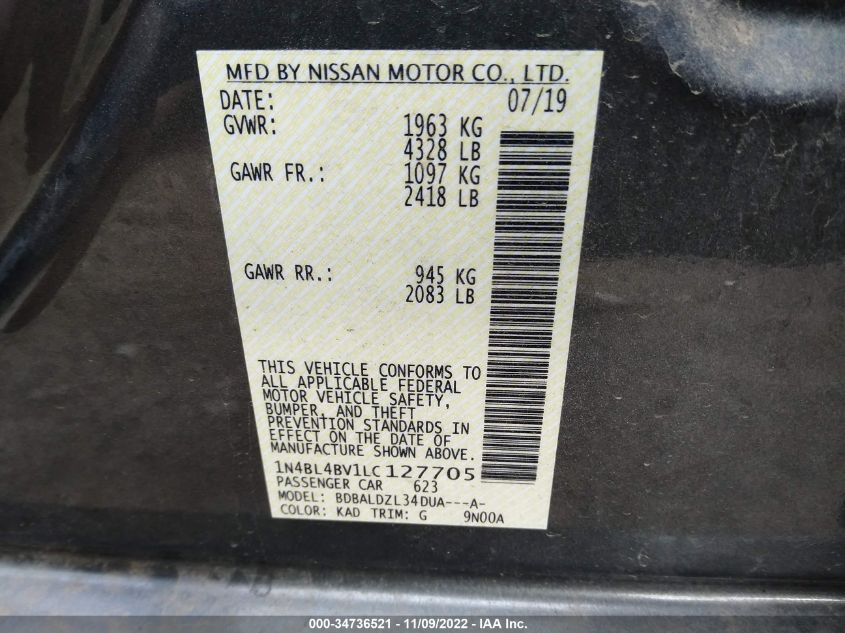 MFD BY NISSAN MOTOR CO., LTD.
DATE: 07/19
GVWR: 1963 KG
4328 LB
GAWR FR.: 1097 KG
2418 LB
GAWR RR.: 945 KG
2083 LB
THIS VEHICLE CONFORMS TO
ALL APPLICABLE FEDERAL
MOTOR VEHICLE SAFETY,
BUMPER, AND THEFT
PREVENTION STANDARDS IN
EFFECT ON THE DATE OF
MANUFACTURE SHOWN ABOVE.
1N4BL4BV1LC127705
PASSENGER CAR 623
MODEL: BDBALDZL34DUA---A-
COLOR: KAD TRIM: G 9N00A
000-34736521 - 11/09/2022 - IAA Inc.